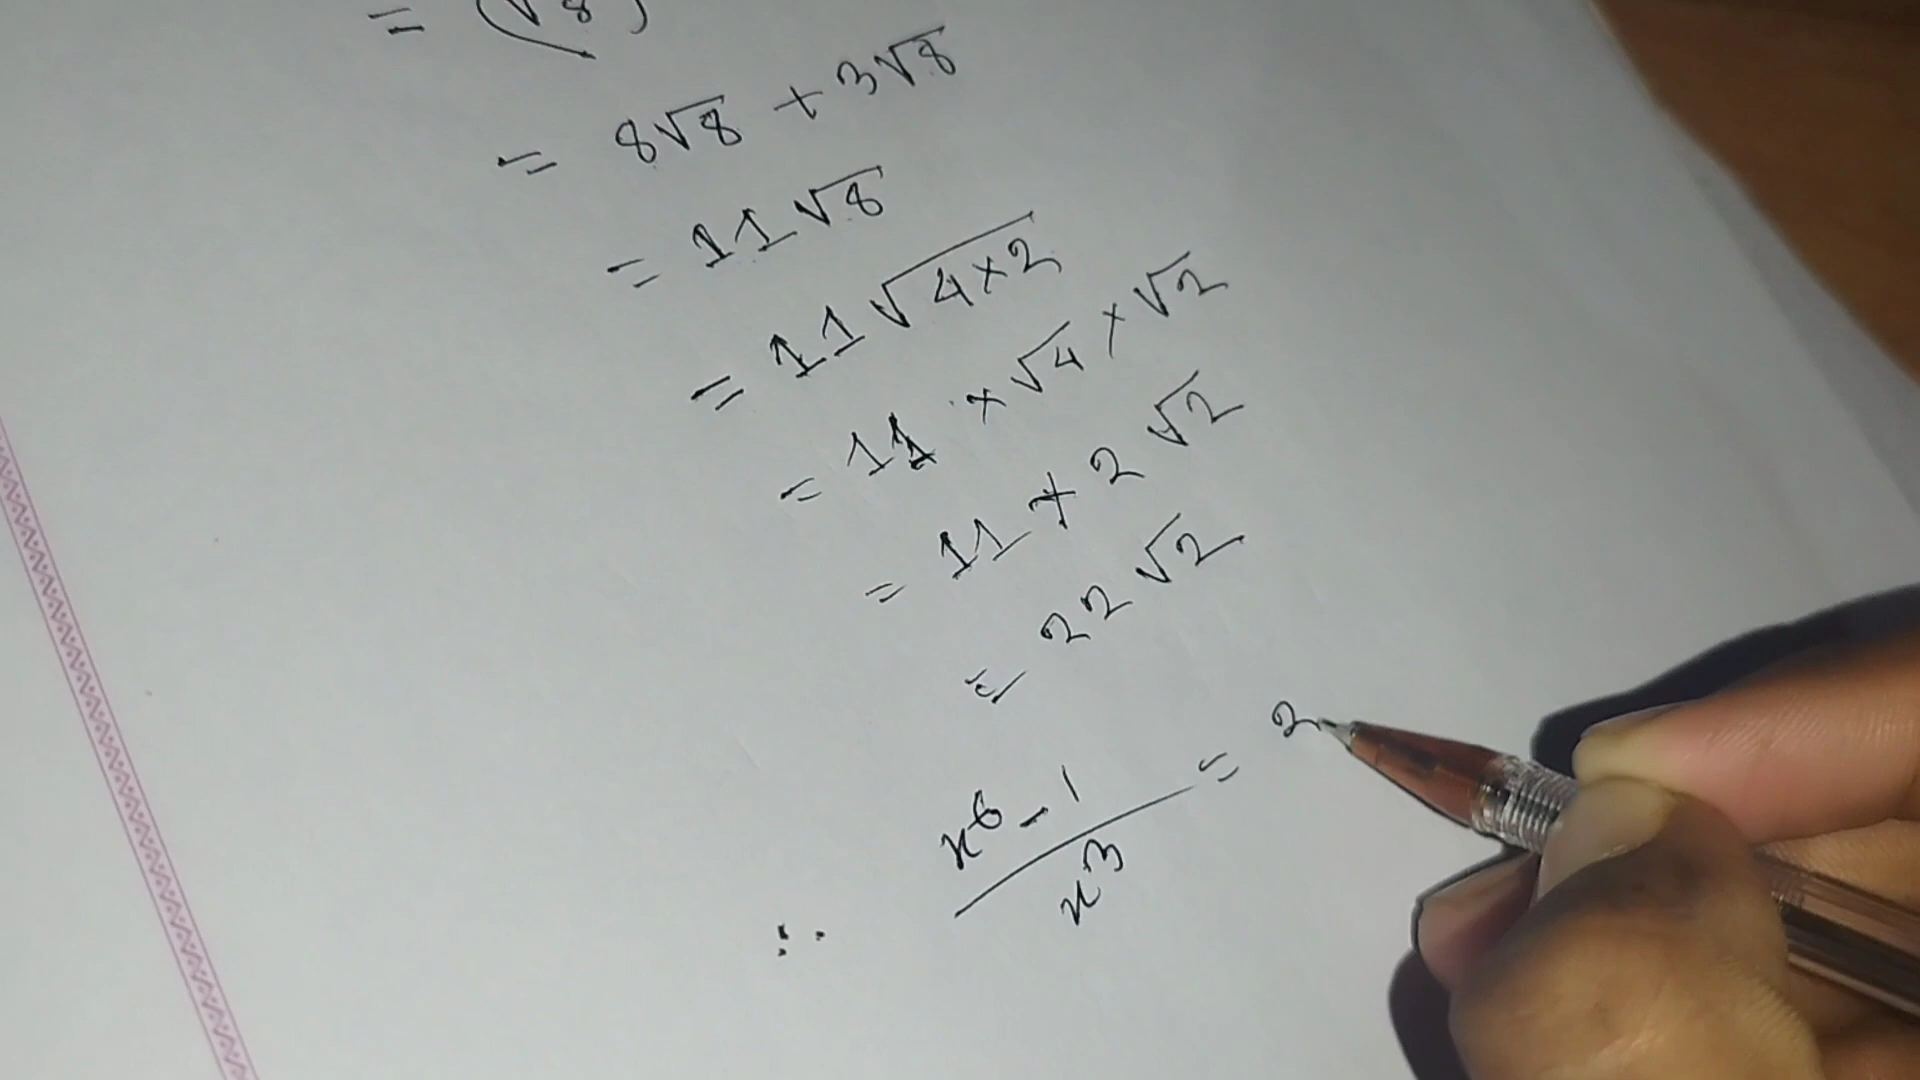 = (√8)
= 8√8 + 3√8
= 11√8
= 11√4×2
= 11 × √4 × √2
= 11 × 2√2
= 22√2
∴ x⁶-1/x³ = 2